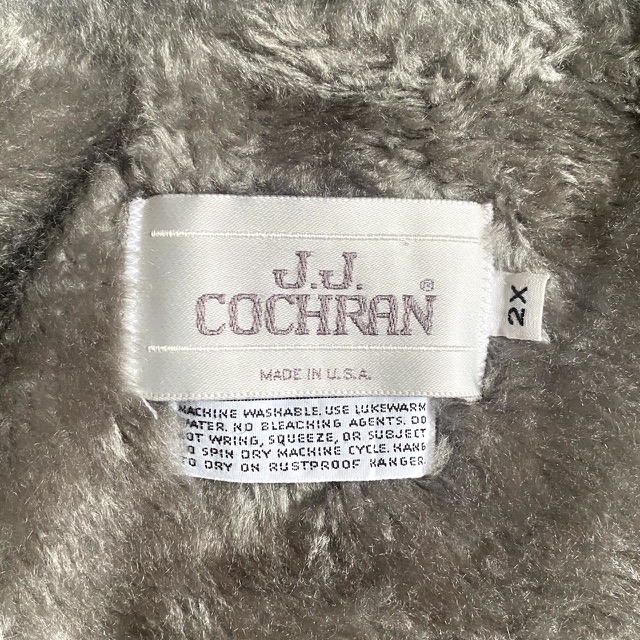 J.J.
COCHRAN®
MADE IN U.S.A.
2X
MACHINE WASHABLE. USE LUKEWARM
WATER. NO BLEACHING AGENTS. DO
NOT WRING, SQUEEZE, OR SUBJECT
TO SPIN DRY MACHINE CYCLE. HANG
TO DRY ON RUSTPROOF HANGER